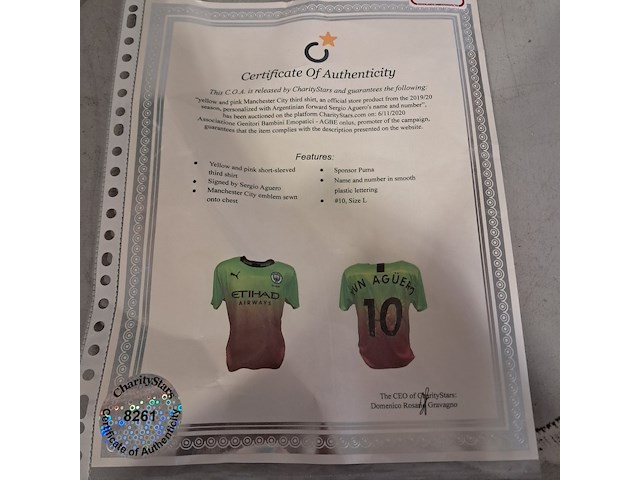 Certificate Of Authenticity
This C.O.A. is released by CharityStars and guarantees the following:
"yellow and pink Manchester City third shirt, an official store product from the 2019/20
season, personalized with Argentinian forward Sergio Aguero's name and number",
has been auctioned on the platform CharityStars.com on: 6/11/2020
Associazione Genitori Bambini Emopatici - AGBE onlus, promoter of the campaign,
guarantees that the item complies with the description presented on the website.
Features:
• Yellow and pink short-sleeved
third shirt
• Signed by Sergio Aguero
• Manchester City emblem sewn
onto chest
• Sponsor Puma
• Name and number in smooth
plastic lettering
• #10, Size L
ETIHAD
AIRWAYS
KUN AGÜERO
10
The CEO of CharityStars:
Domenico Gravagno
CharityStars
8261
Certificate of Authenticity